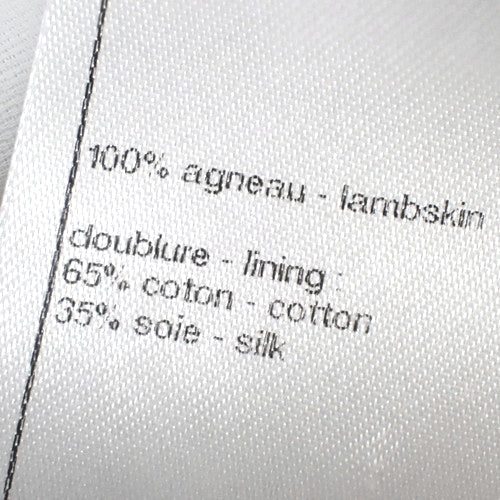 100% agneau - lambskin
doublure - lining :
65% coton - cotton
35% soie - silk